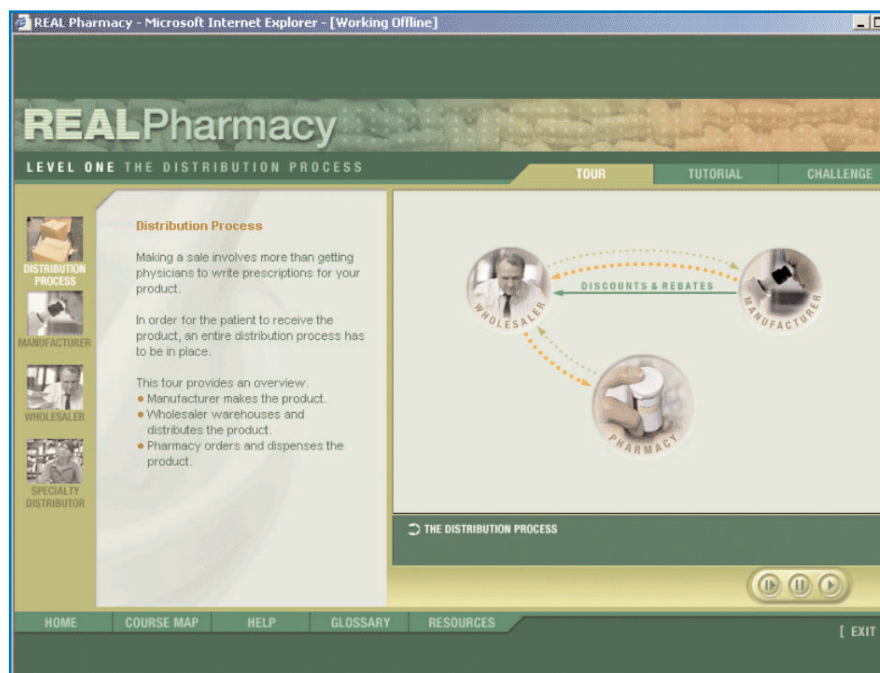 REAL Pharmacy - Microsoft Internet Explorer - [Working Offline]
REALPharmacy
LEVEL ONE THE DISTRIBUTION PROCESS
TOUR
TUTORIAL
CHALLENGE
DISTRIBUTION
PROCESS
MANUFACTURER
WHOLESALER
SPECIALTY
DISTRIBUTOR
Distribution Process
Making a sale involves more than getting
physicians to write prescriptions for your
product.
In order for the patient to receive the
product, an entire distribution process has
to be in place.
This tour provides an overview.
● Manufacturer makes the product.
● Wholesaler warehouses and
distributes the product.
● Pharmacy orders and dispenses the
product.
WHOLESALER
DISCOUNTS & REBATES
MANUFACTURER
PHARMACY
THE DISTRIBUTION PROCESS
HOME
COURSE MAP
HELP
GLOSSARY
RESOURCES
[ EXIT